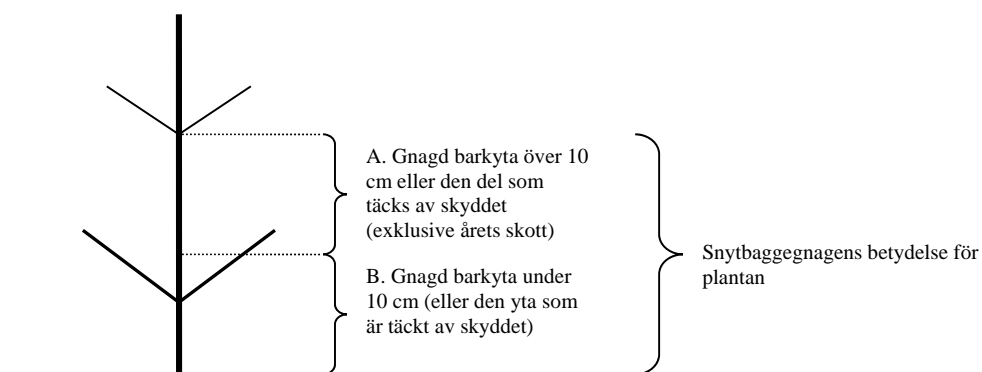 A. Gnagd barkyta över 10
cm eller den del som
täcks av skyddet
(exklusive årets skott)
B. Gnagd barkyta under
10 cm (eller den yta som
är täckt av skyddet)
Snytbaggegnagens betydelse för
plantan